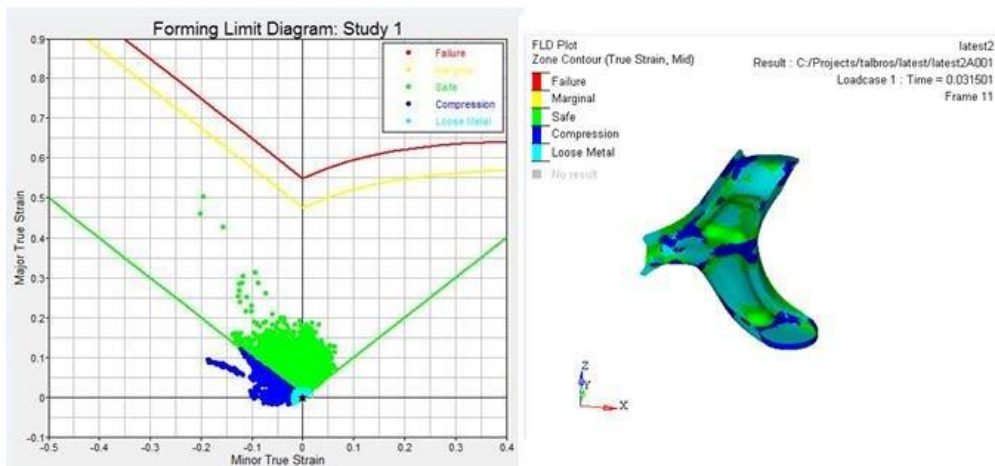 Forming Limit Diagram: Study 1
Failure
Marginal
Safe
Compression
Loose Metal
Major True Strain
0.9
0.8
0.7
0.6
0.5
0.4
0.3
0.2
0.1
0
-0.1
-0.5 -0.4 -0.3 -0.2 -0.1 0 0.1 0.2 0.3 0.4
Minor True Strain
FLD Plot
Zone Contour (True Strain, Mid)
Failure
Marginal
Safe
Compression
Loose Metal
No result
latest2
Result : C:/Projects/talbros/latest/latest2A001
Loadcase 1 : Time = 0.031501
Frame 11
Z
Y
X